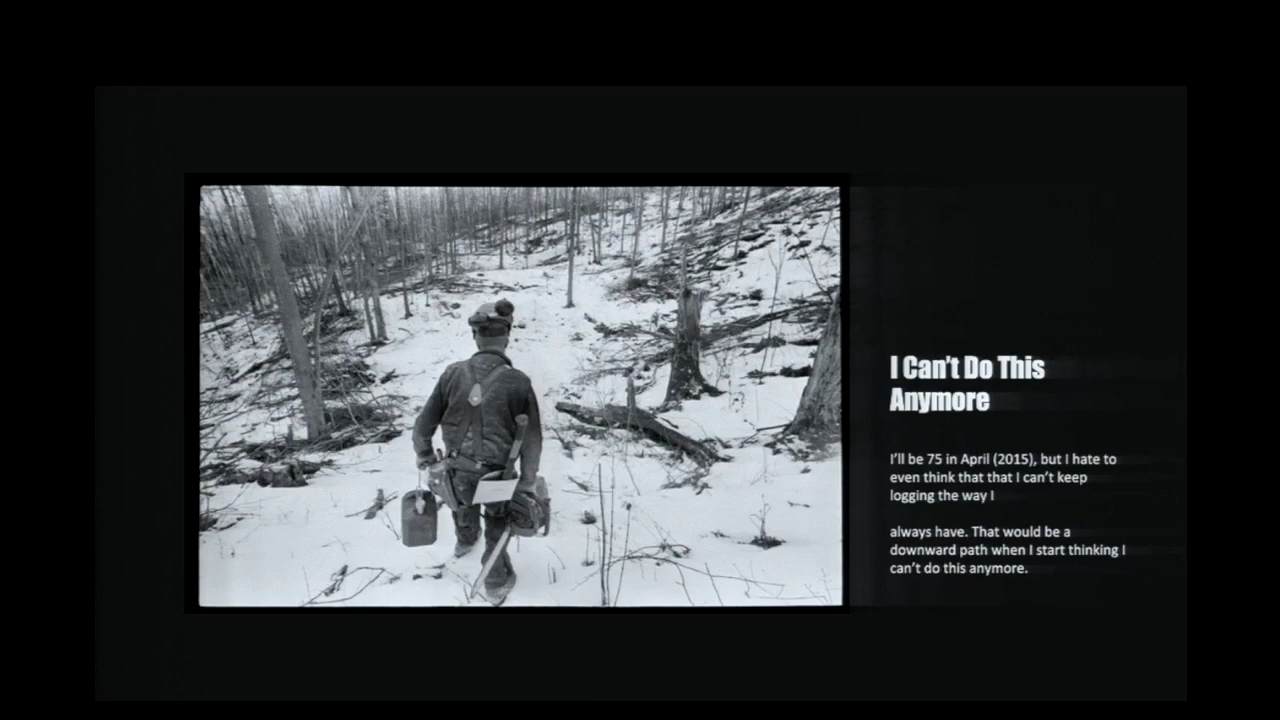 I Can't Do This
Anymore
I'll be 75 in April (2015), but I hate to
even think that that I can't keep
logging the way I
always have. That would be a
downward path when I start thinking I
can't do this anymore.